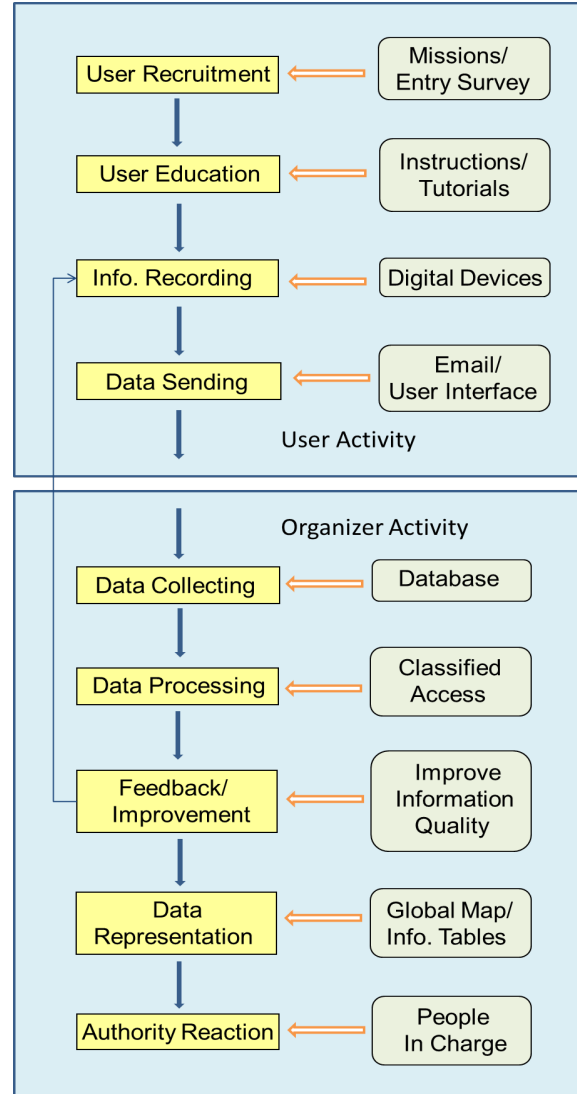 User Recruitment
Missions/
Entry Survey
User Education
Instructions/
Tutorials
Info. Recording
Digital Devices
Data Sending
Email/
User Interface
User Activity
Organizer Activity
Data Collecting
Database
Data Processing
Classified
Access
Feedback/
Improvement
Improve
Information
Quality
Data
Representation
Global Map/
Info. Tables
Authority Reaction
People
In Charge